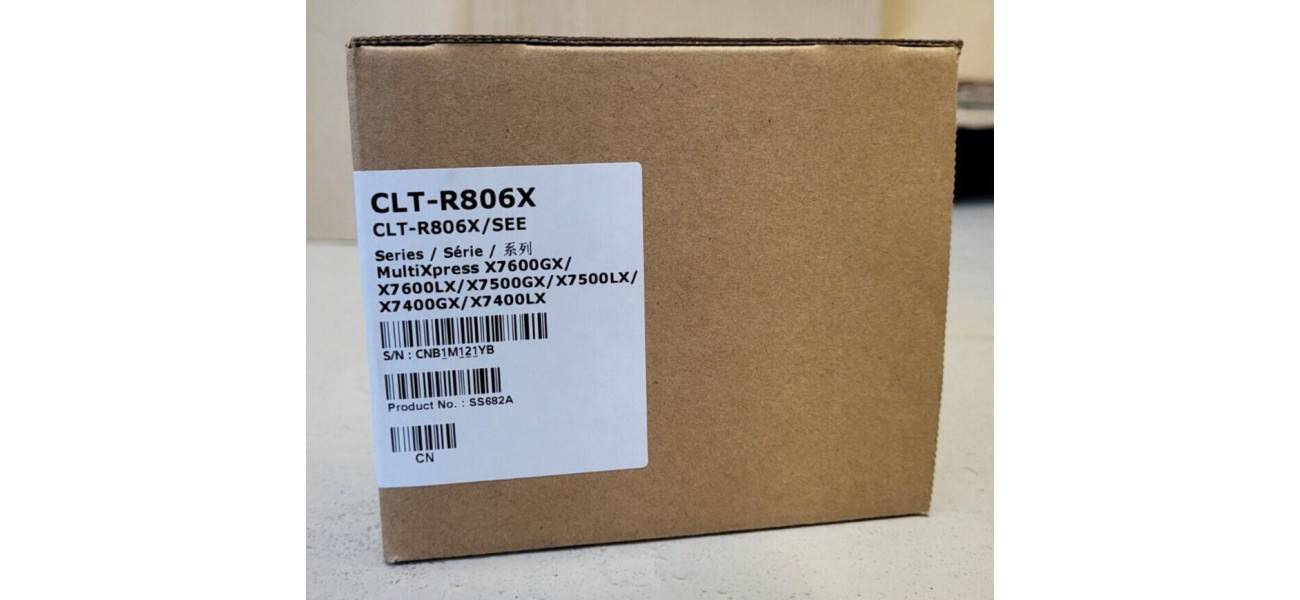 CLT-R806X
CLT-R806X/SEE
Series / Série / 系列
MultiXpress X7600GX/
X7600LX/X7500GX/X7500LX/
X7400GX/X7400LX
S/N : CNB1M121YB
Product No. : SS682A
CN